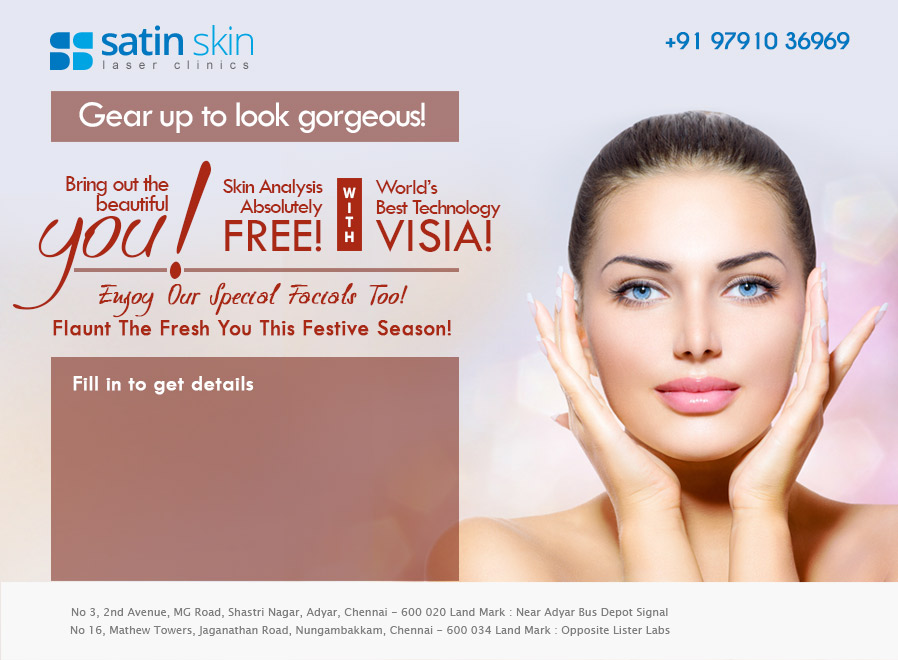 satin skin
laser clinics
+91 97910 36969
Gear up to look gorgeous!
Bring out the
beautiful
you!
Skin Analysis
Absolutely
FREE!
WITH
World's
Best Technology
VISIA!
Enjoy Our Special Facials Too!
Flaunt The Fresh You This Festive Season!
Fill in to get details
No 3, 2nd Avenue, MG Road, Shastri Nagar, Adyar, Chennai - 600 020 Land Mark : Near Adyar Bus Depot Signal
No 16, Mathew Towers, Jaganathan Road, Nungambakkam, Chennai - 600 034 Land Mark : Opposite Lister Labs